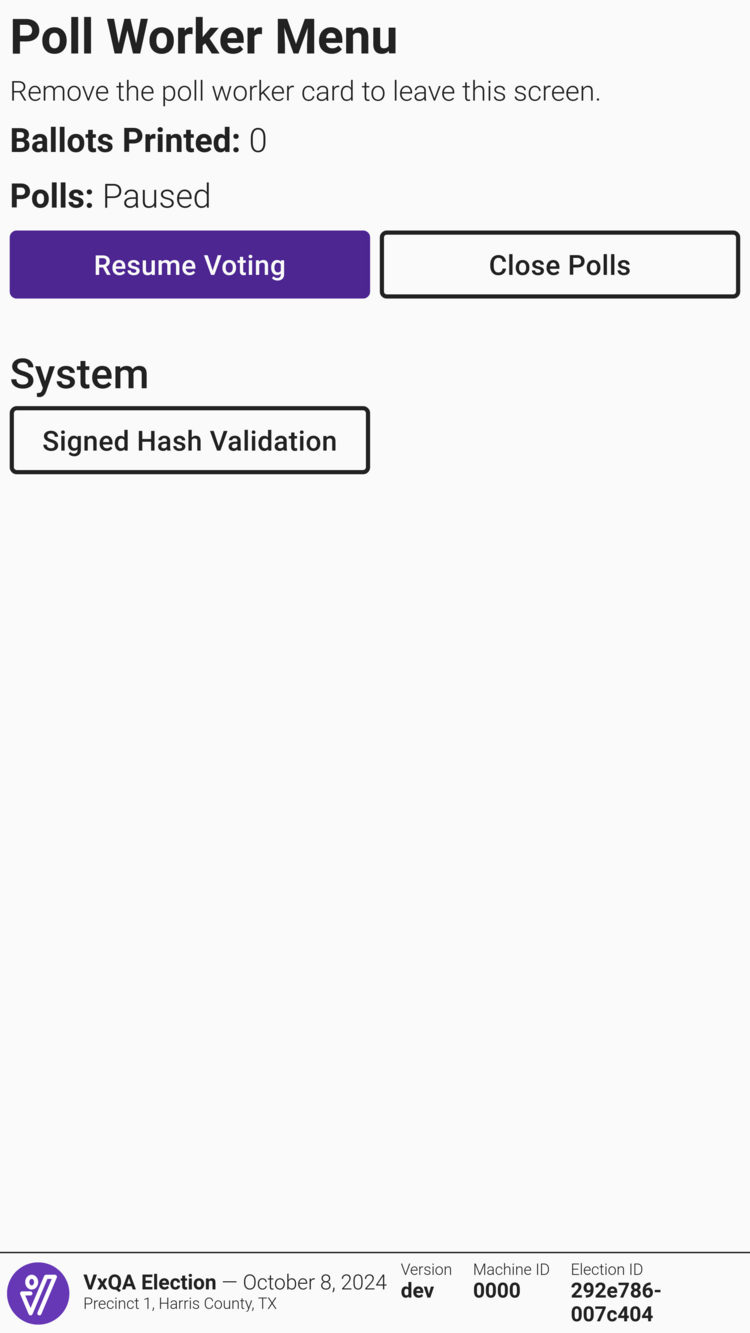 Poll Worker Menu
Remove the poll worker card to leave this screen.
Ballots Printed: 0
Polls: Paused
Resume Voting
Close Polls
System
Signed Hash Validation
VxQA Election — October 8, 2024
Precinct 1, Harris County, TX
Version
dev
Machine ID
0000
Election ID
292e786-
007c404